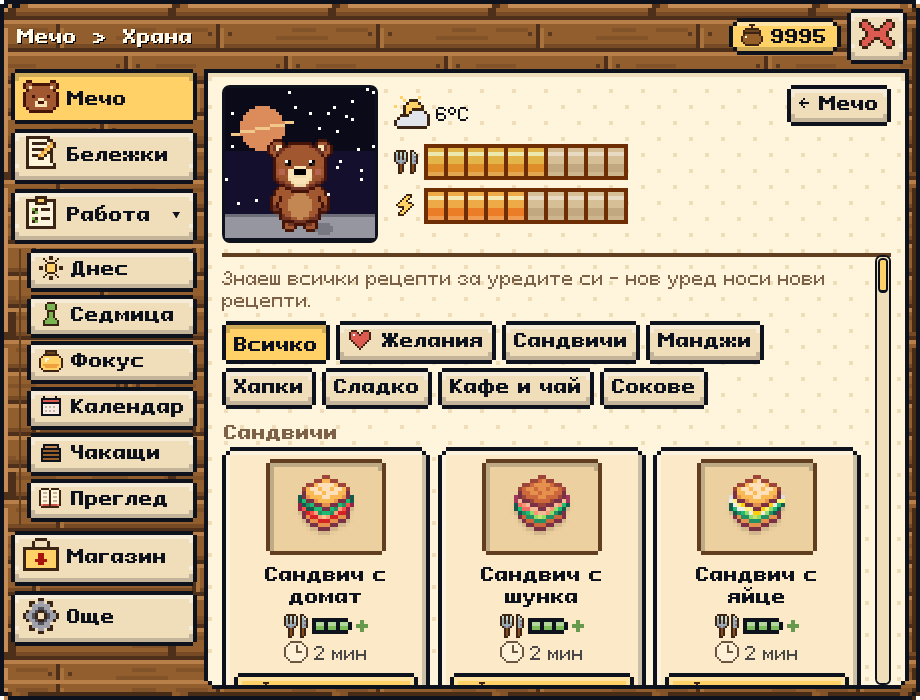 Мечо > Храна
9995
Мечо
Бележки
Работа
Днес
Седмица
Фокус
Календар
Чакащи
Преглед
Магазин
Още
6°C
← Мечо
Знаеш всички рецепти за уредите си - нов уред носи нови
рецепти.
Всичко Желания Сандвичи Манджи
Хапки Сладко Кафе и чай Сокове
Сандвичи
Сандвич с
домат
2 мин
Сандвич с
шунка
2 мин
Сандвич с
яйце
2 мин